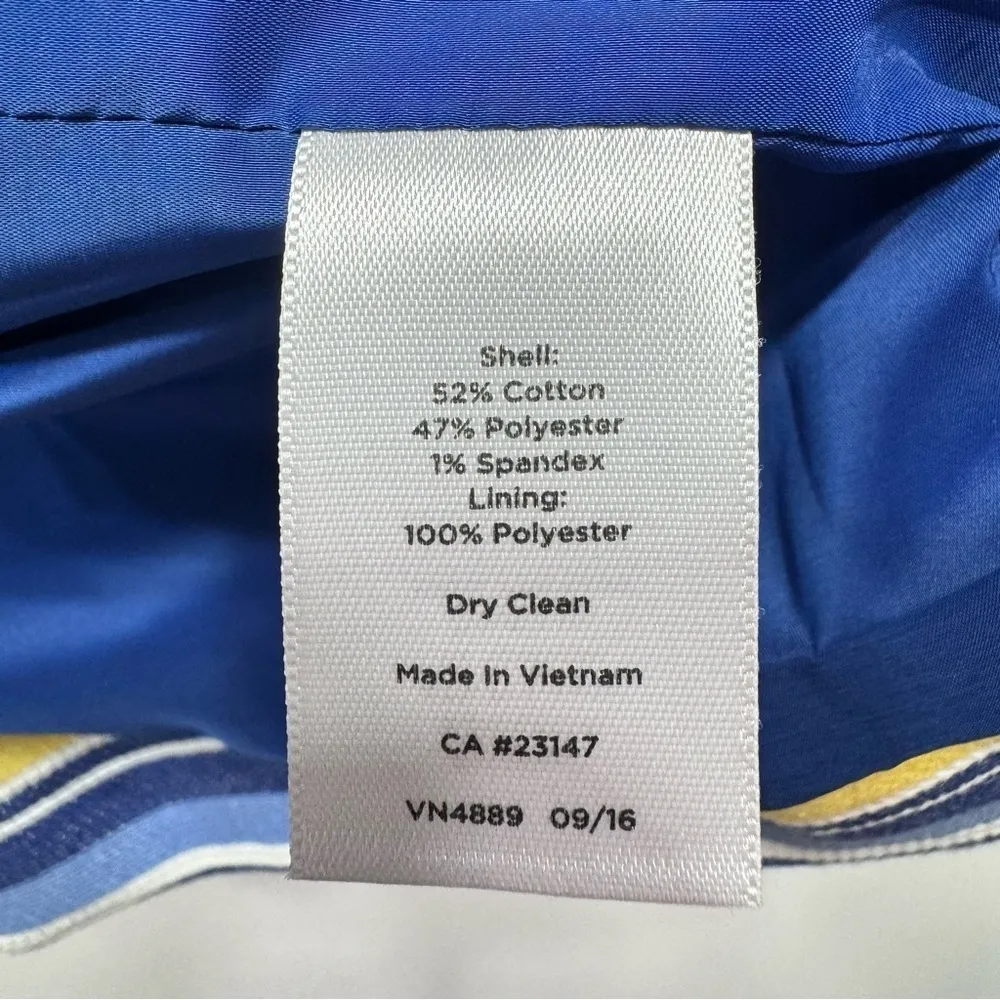 Shell:
52% Cotton
47% Polyester
1% Spandex
Lining:
100% Polyester
Dry Clean
Made In Vietnam
CA #23147
VN4889 09/16